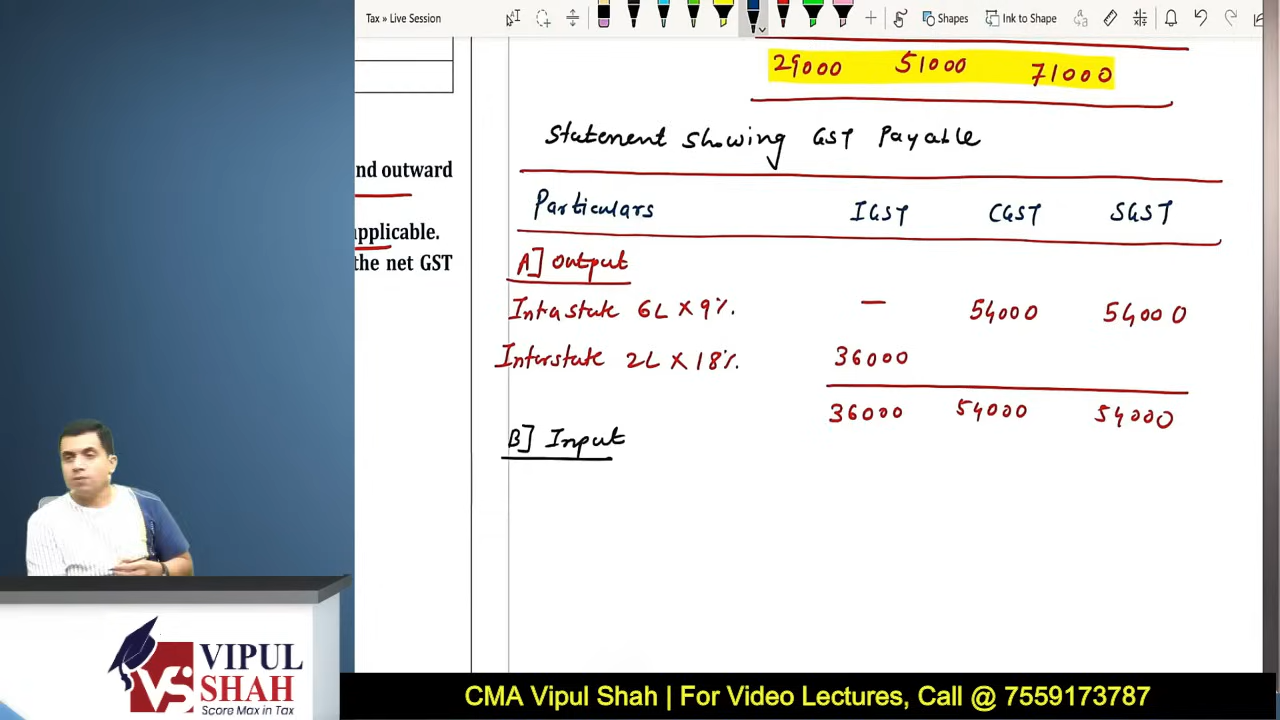 Tax » Live Session
Shapes
Ink to Shape
29000 51000 71000
Statement Showing GST Payable
nd outward
applicable.
the net GST
Particulars IGST CGST SGST
A] Output
Intrastate 6L X 9%. — 54000 54000
Interstate 2L X 18%. 36000
36000 54000 54000
B] Input
VIPUL
SHAH
Score Max in Tax
CMA Vipul Shah | For Video Lectures, Call @ 7559173787